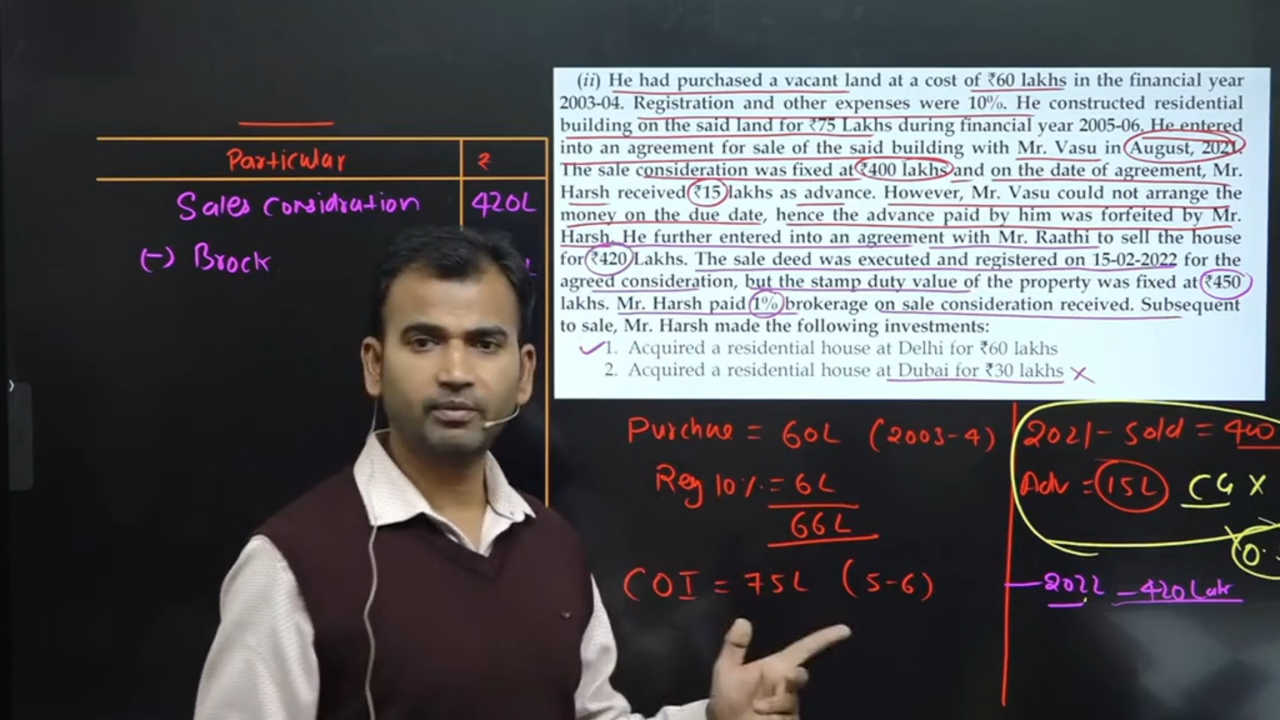 (ii) He had purchased a vacant land at a cost of ₹60 lakhs in the financial year
2003-04. Registration and other expenses were 10%. He constructed residential
building on the said land for ₹75 Lakhs during financial year 2005-06. He entered
into an agreement for sale of the said building with Mr. Vasu in August, 2021.
The sale consideration was fixed at ₹400 lakhs and on the date of agreement, Mr.
Harsh received ₹15 lakhs as advance. However, Mr. Vasu could not arrange the
money on the due date, hence the advance paid by him was forfeited by Mr.
Harsh. He further entered into an agreement with Mr. Raathi to sell the house
for ₹420 Lakhs. The sale deed was executed and registered on 15-02-2022 for the
agreed consideration, but the stamp duty value of the property was fixed at ₹450
lakhs. Mr. Harsh paid 1% brokerage on sale consideration received. Subsequent
to sale, Mr. Harsh made the following investments:
1. Acquired a residential house at Delhi for ₹60 lakhs
2. Acquired a residential house at Dubai for ₹30 lakhs
Particular ₹
Sales Considration 420L
(-) Brock
Purchue = 60L (2003-4)
Reg 10% = 6L
66L
COI = 75L (5-6)
2021 - Sold = 400
Adv = 15L CG X
2022 - 420 Lakr